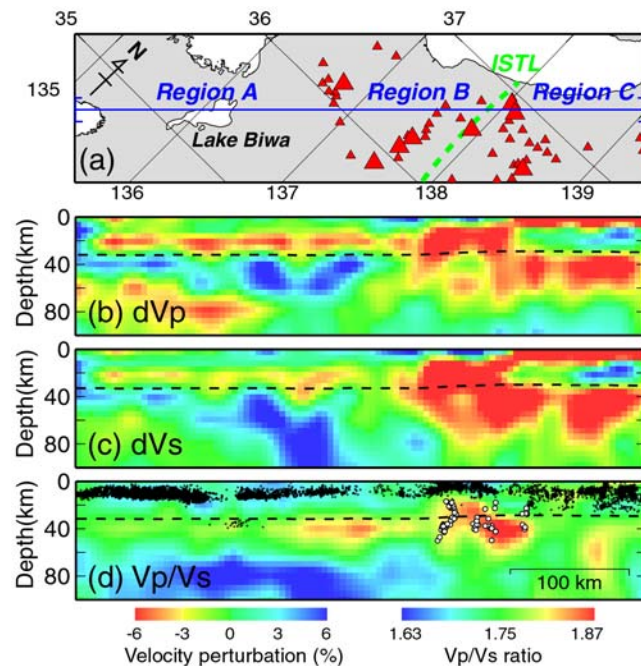 35
36
37
N
135
ISTL
Region A
Region B
Region C
Lake Biwa
(a)
136
137
138
139
0
40
80
Depth(km)
(b) dVp
0
40
80
Depth(km)
(c) dVs
0
40
80
Depth(km)
(d) Vp/Vs
100 km
-6 -3 0 3 6
Velocity perturbation (%)
1.63 1.75 1.87
Vp/Vs ratio